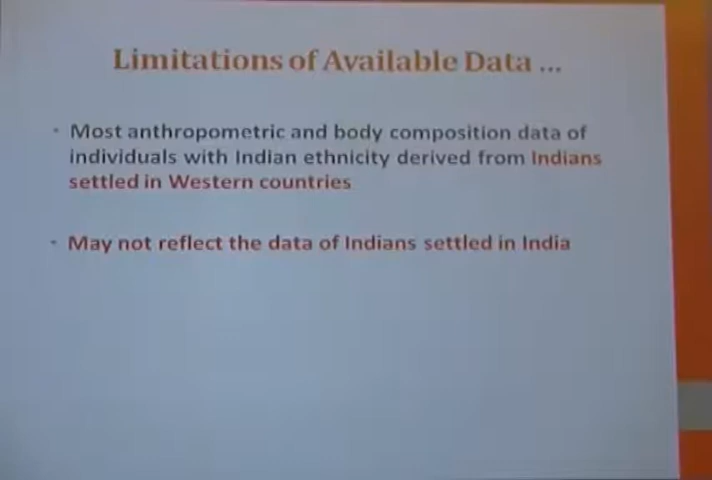 Limitations of Available Data ...
• Most anthropometric and body composition data of
individuals with Indian ethnicity derived from Indians
settled in Western countries
• May not reflect the data of Indians settled in India